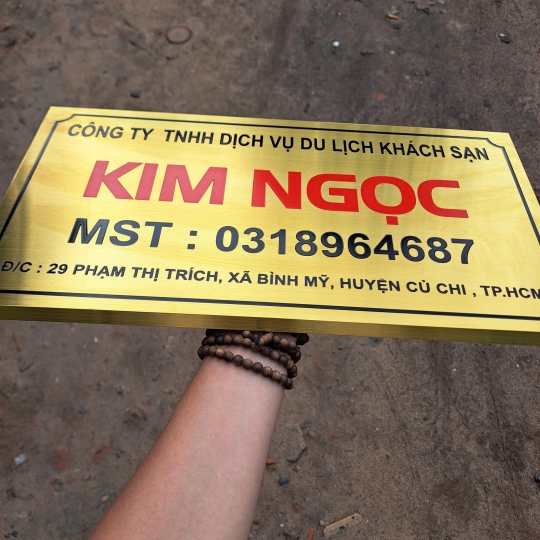 CÔNG TY TNHH DỊCH VỤ DU LỊCH KHÁCH SẠN
KIM NGỌC
MST : 0318964687
Đ/C : 29 PHẠM THỊ TRÍCH, XÃ BÌNH MỸ, HUYỆN CỦ CHI , TP.HCM